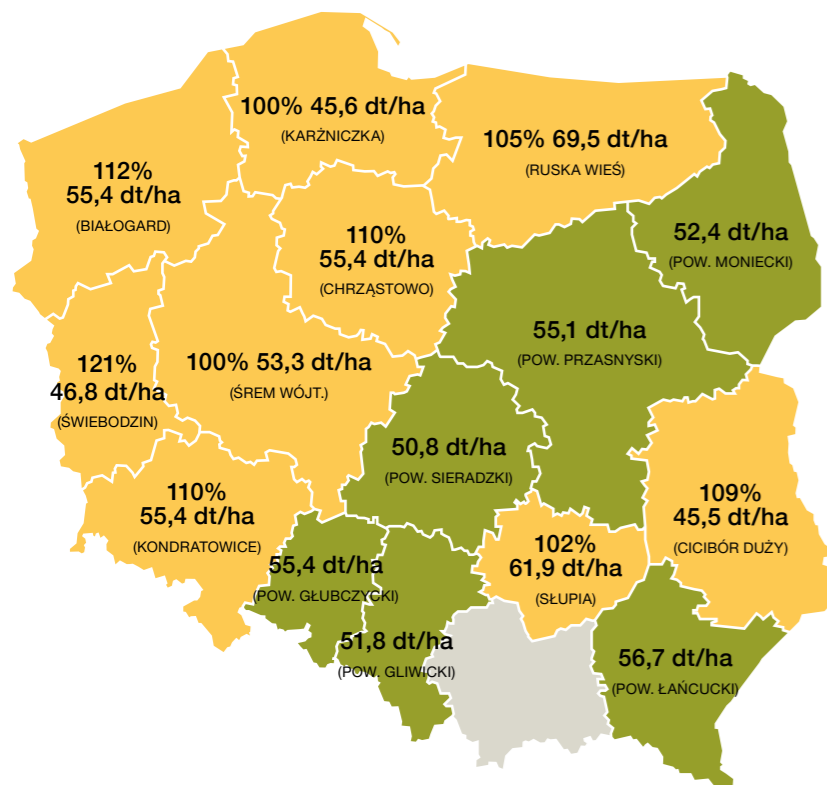 100% 45,6 dt/ha
(KARŻNICZKA)
105% 69,5 dt/ha
(RUSKA WIEŚ)
112%
55,4 dt/ha
(BIAŁOGARD)
110%
55,4 dt/ha
(CHRZĄSTOWO)
52,4 dt/ha
(POW. MONIECKI)
55,1 dt/ha
(POW. PRZASNYSKI)
121%
46,8 dt/ha
(ŚWIEBODZIN)
100% 53,3 dt/ha
(ŚREM WÓJT.)
50,8 dt/ha
(POW. SIERADZKI)
110%
55,4 dt/ha
(KONDRATOWICE)
109%
45,5 dt/ha
(CICIBÓR DUŻY)
102%
61,9 dt/ha
(SŁUPIA)
55,4 dt/ha
(POW. GŁUBCZYCKI)
51,8 dt/ha
(POW. GLIWICKI)
56,7 dt/ha
(POW. ŁAŃCUCKI)